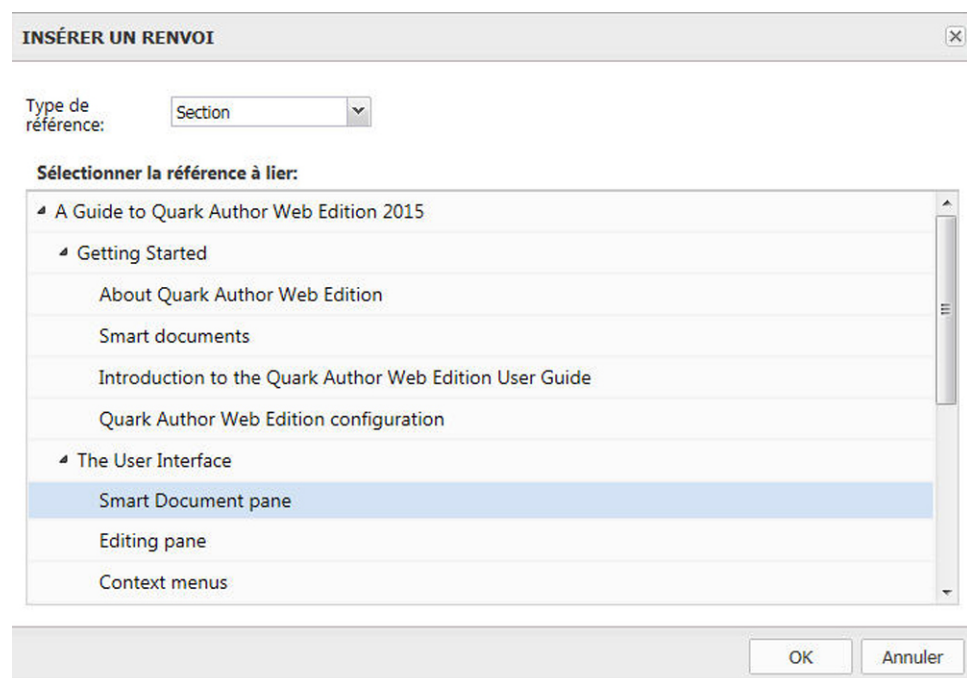 INSÉRER UN RENVOI
Type de
référence:
Section
Sélectionner la référence à lier:
A Guide to Quark Author Web Edition 2015
Getting Started
About Quark Author Web Edition
Smart documents
Introduction to the Quark Author Web Edition User Guide
Quark Author Web Edition configuration
The User Interface
Smart Document pane
Editing pane
Context menus
OK Annuler